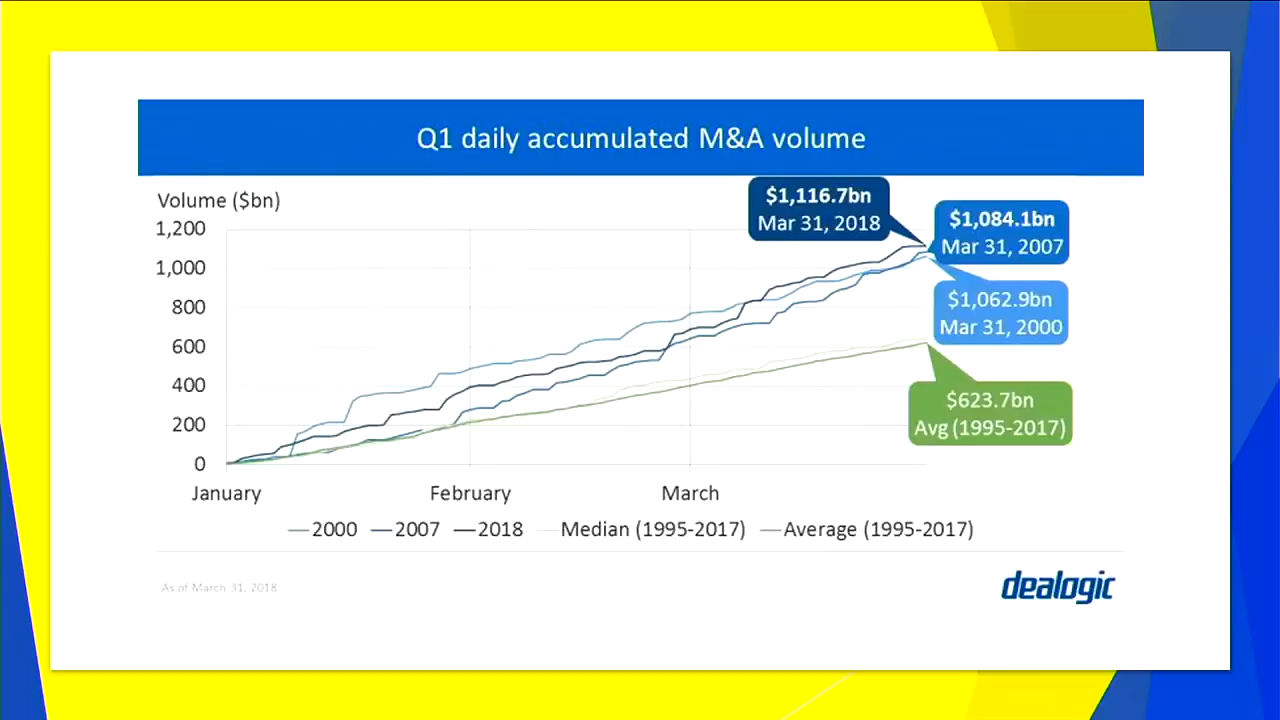 Q1 daily accumulated M&A volume
Volume ($bn)
1,200
1,000
800
600
400
200
0
$1,116.7bn
Mar 31, 2018
$1,084.1bn
Mar 31, 2007
$1,062.9bn
Mar 31, 2000
$623.7bn
Avg (1995-2017)
January February March
2000 2007 2018 Median (1995-2017) Average (1995-2017)
As of March 31, 2018
dealogic